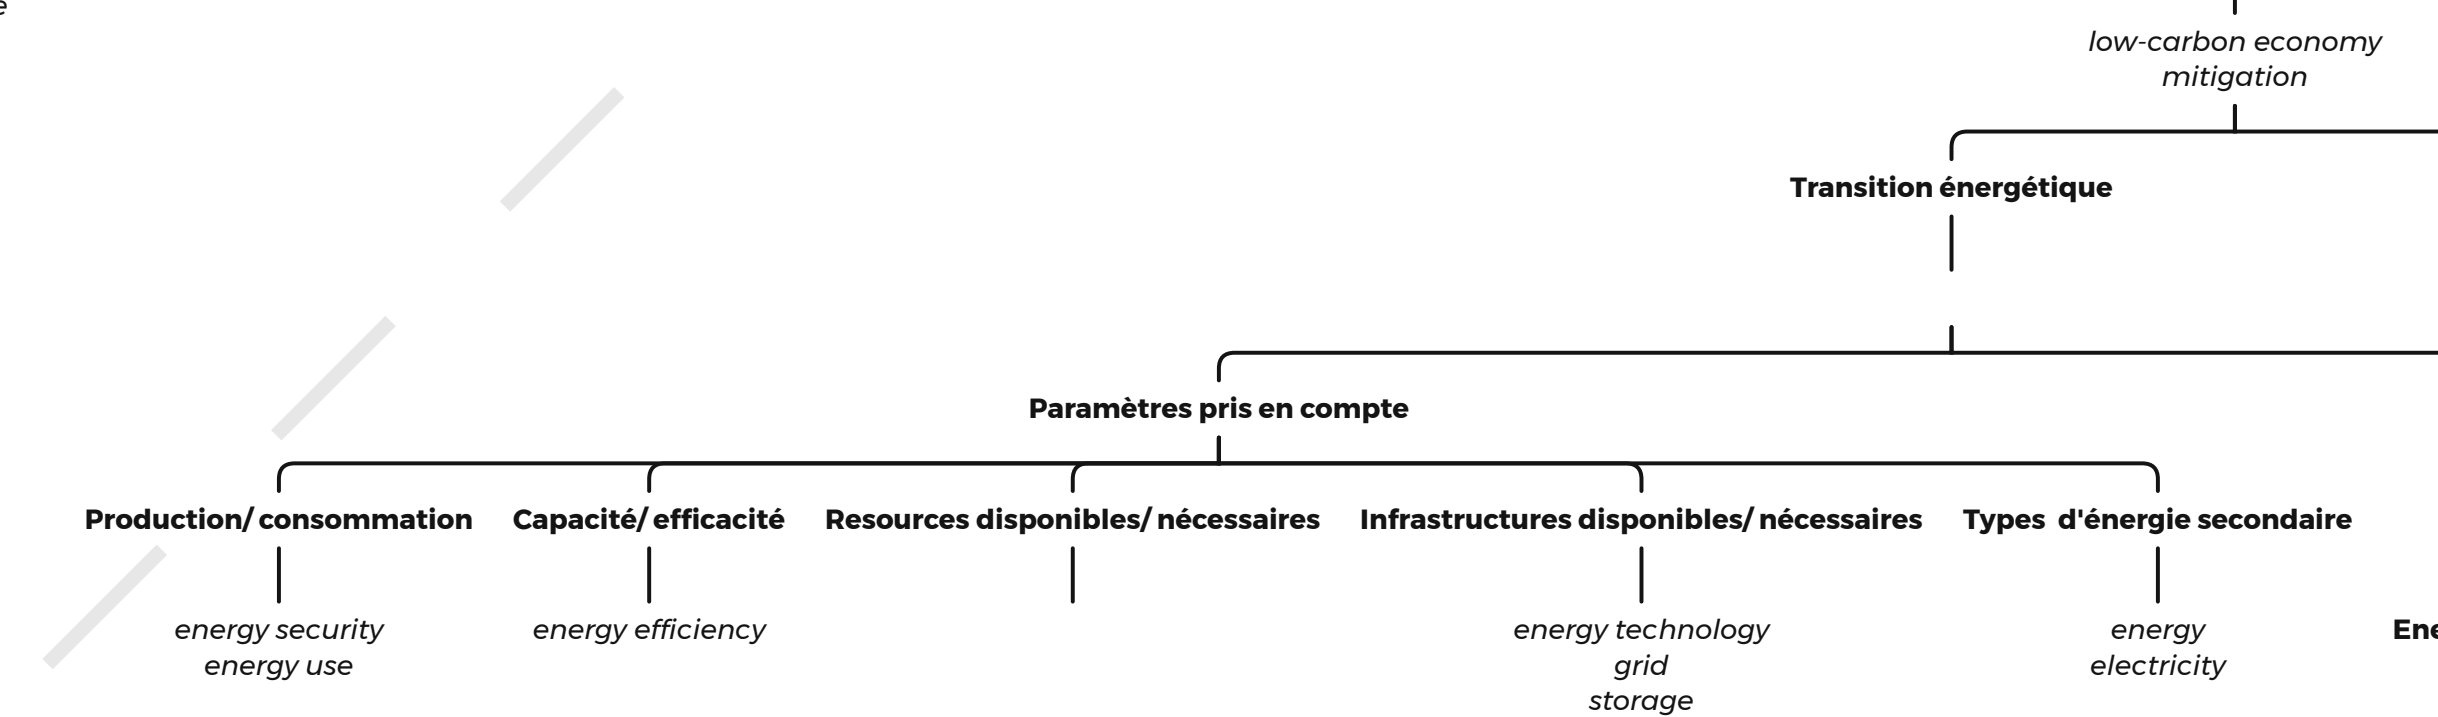 low-carbon economy
mitigation
Transition énergétique
Paramètres pris en compte
Production/ consommation
Capacité/ efficacité
Resources disponibles/ nécessaires
Infrastructures disponibles/ nécessaires
Types d'énergie secondaire
energy security
energy use
energy efficiency
energy technology
grid
storage
energy
electricity